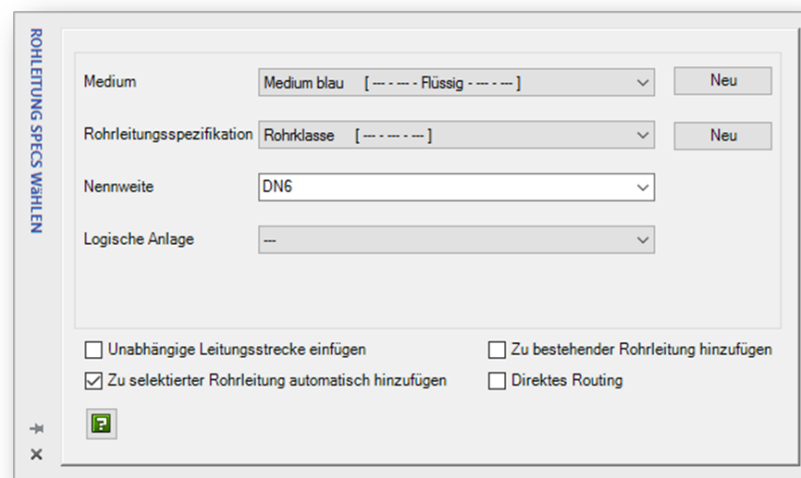 ROHLEITUNG SPECS WäHLEN
Medium
Medium blau [ --- - --- - Flüssig - --- - --- ]
Neu
Rohrleitungsspezifikation
Rohrklasse [ --- - --- - --- ]
Neu
Nennweite
DN6
Logische Anlage
---
Unabhängige Leitungsstrecke einfügen
Zu bestehender Rohrleitung hinzufügen
Zu selektierter Rohrleitung automatisch hinzufügen
Direktes Routing
?